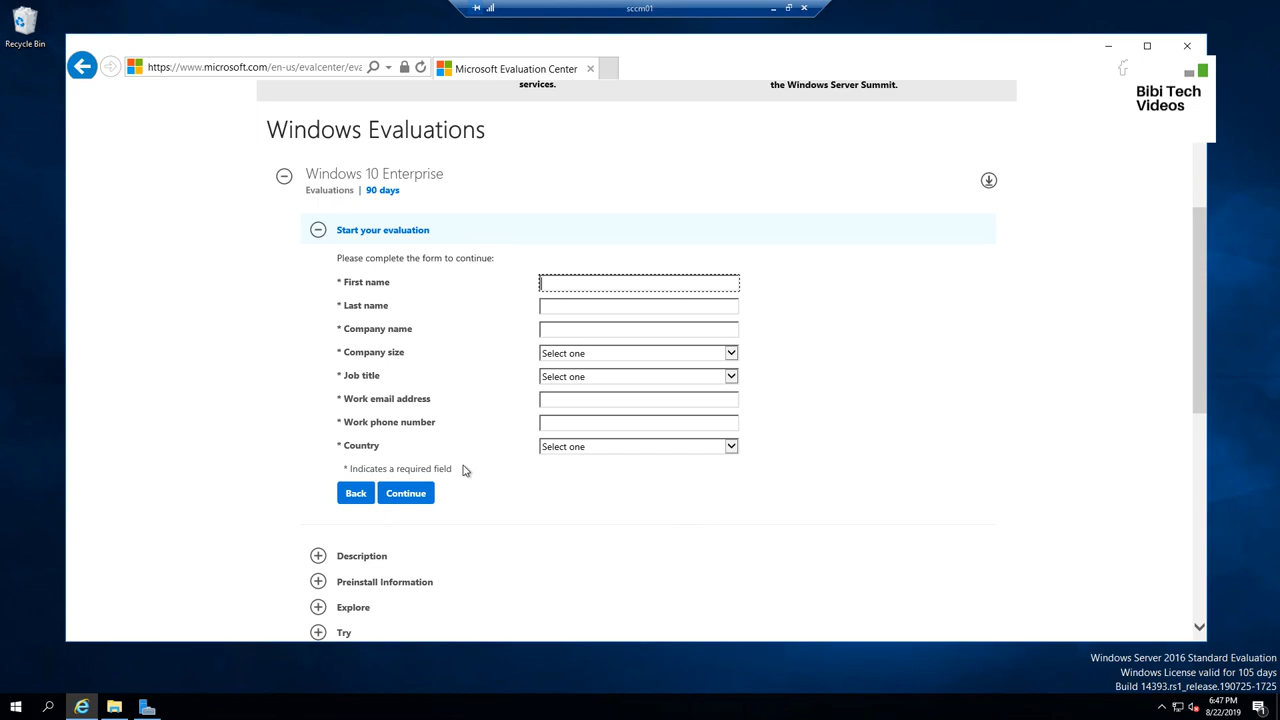 sccm01
Recycle Bin
https://www.microsoft.com/en-us/evalcenter/eva
Microsoft Evaluation Center
Bibi Tech
Videos
services.
the Windows Server Summit.
Windows Evaluations
Windows 10 Enterprise
Evaluations | 90 days
Start your evaluation
Please complete the form to continue:
* First name
* Last name
* Company name
* Company size Select one
* Job title Select one
* Work email address
* Work phone number
* Country Select one
* Indicates a required field
Back Continue
Description
Preinstall Information
Explore
Try
Windows Server 2016 Standard Evaluation
Windows License valid for 105 days
Build 14393.rs1_release.190725-1725
6:47 PM
8/22/2019
1